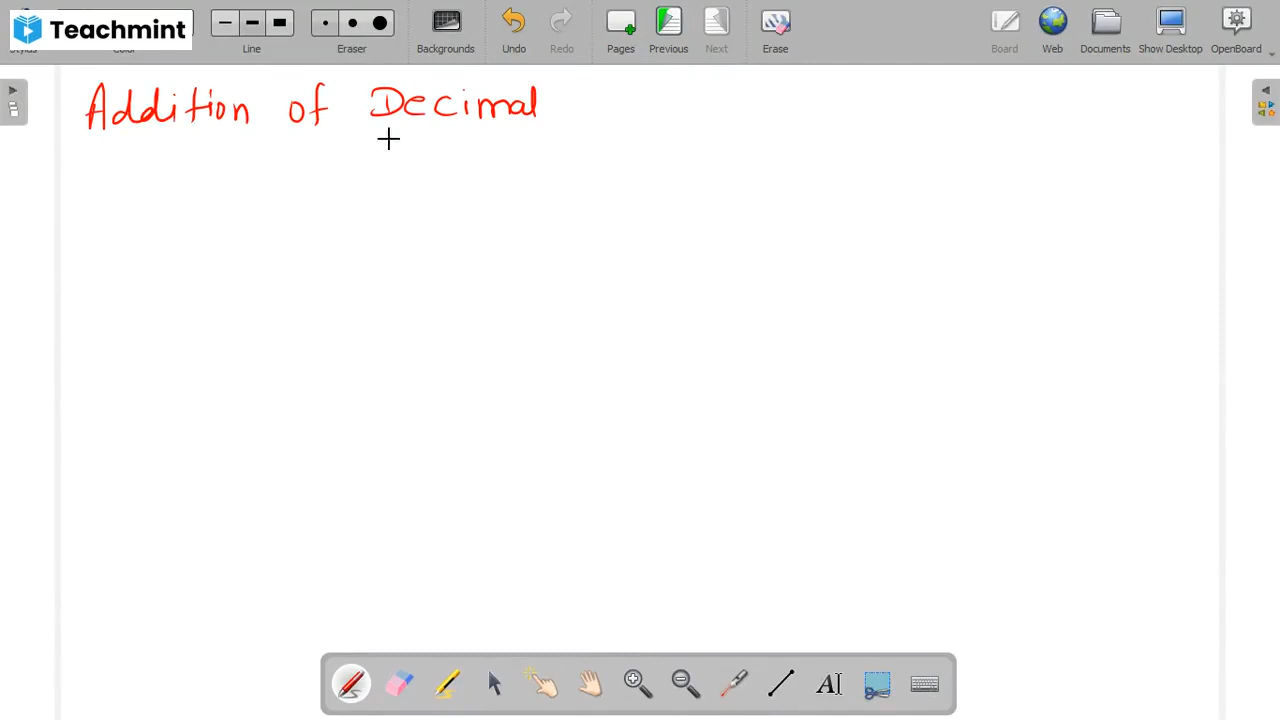 Teachmint
Line
Eraser
Backgrounds
Undo
Redo
Pages
Previous
Next
Erase
Board
Web
Documents
Show Desktop
OpenBoard
Addition of Decimal